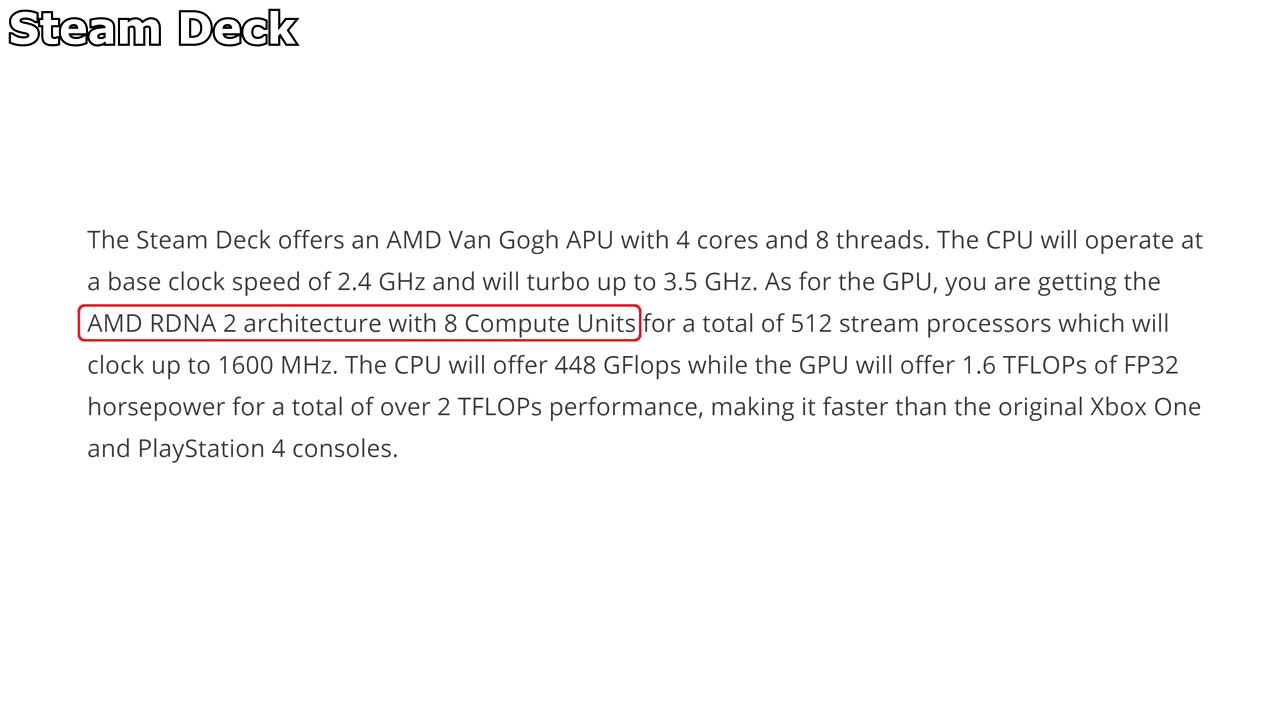 Steam Deck
The Steam Deck offers an AMD Van Gogh APU with 4 cores and 8 threads. The CPU will operate at
a base clock speed of 2.4 GHz and will turbo up to 3.5 GHz. As for the GPU, you are getting the
AMD RDNA 2 architecture with 8 Compute Units for a total of 512 stream processors which will
clock up to 1600 MHz. The CPU will offer 448 GFlops while the GPU will offer 1.6 TFLOPs of FP32
horsepower for a total of over 2 TFLOPs performance, making it faster than the original Xbox One
and PlayStation 4 consoles.